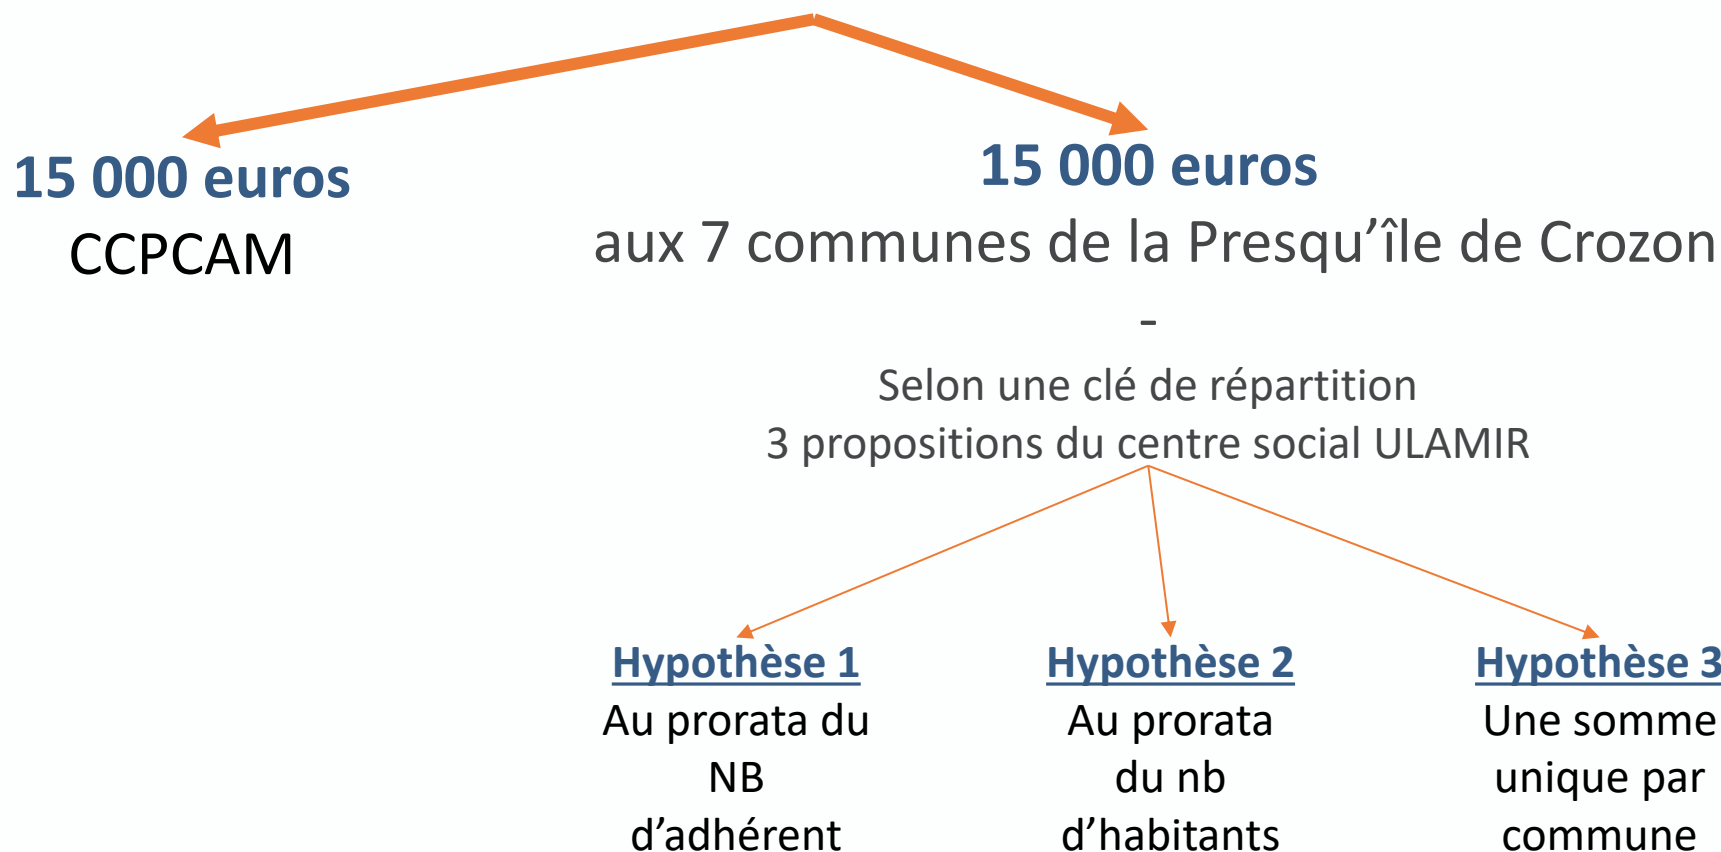 15 000 euros
CCPCAM
15 000 euros
aux 7 communes de la Presqu’île de Crozon
-
Selon une clé de répartition
3 propositions du centre social ULAMIR
Hypothèse 1
Au prorata du
NB
d’adhérent
Hypothèse 2
Au prorata
du nb
d’habitants
Hypothèse 3
Une somme
unique par
commune